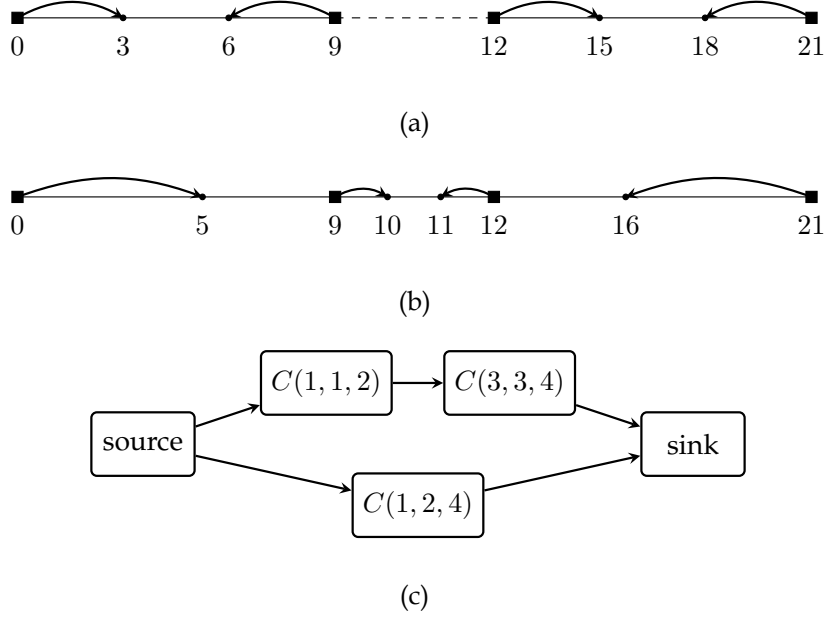 0 3 6 9 12 15 18 21
(a)
0 5 9 10 11 12 16 21
(b)
C(1, 1, 2) C(3, 3, 4)
source sink
C(1, 2, 4)
(c)